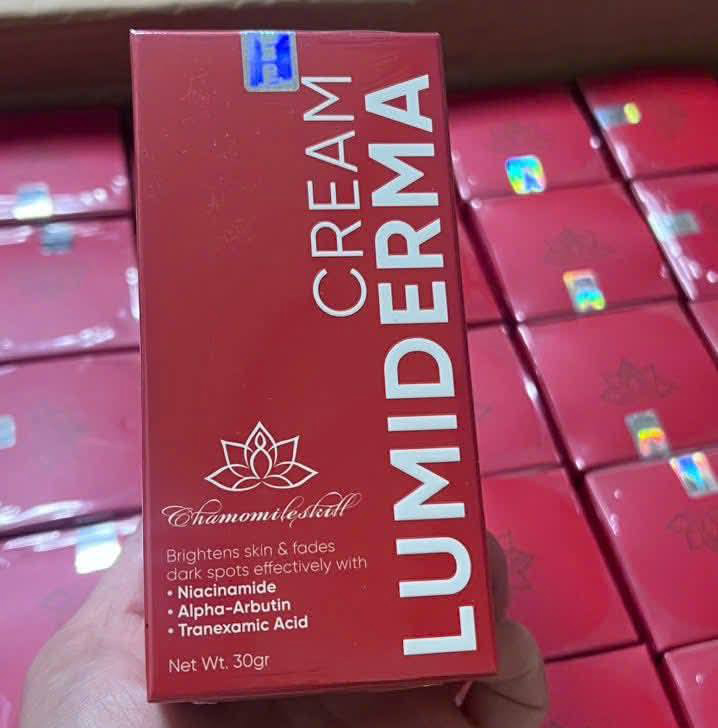 CREAM
LUMIDERMA
Chamomileskill
Brightens skin & fades
dark spots effectively with
• Niacinamide
• Alpha-Arbutin
• Tranexamic Acid
Net Wt. 30gr